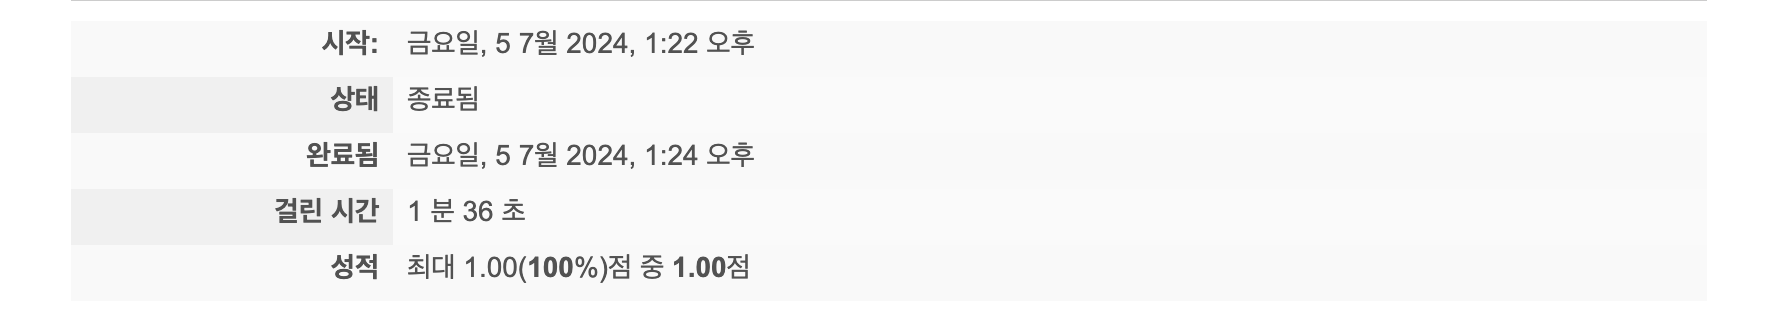 시작: 금요일, 5 7월 2024, 1:22 오후
상태 종료됨
완료됨 금요일, 5 7월 2024, 1:24 오후
걸린 시간 1 분 36 초
성적 최대 1.00(100%)점 중 1.00점